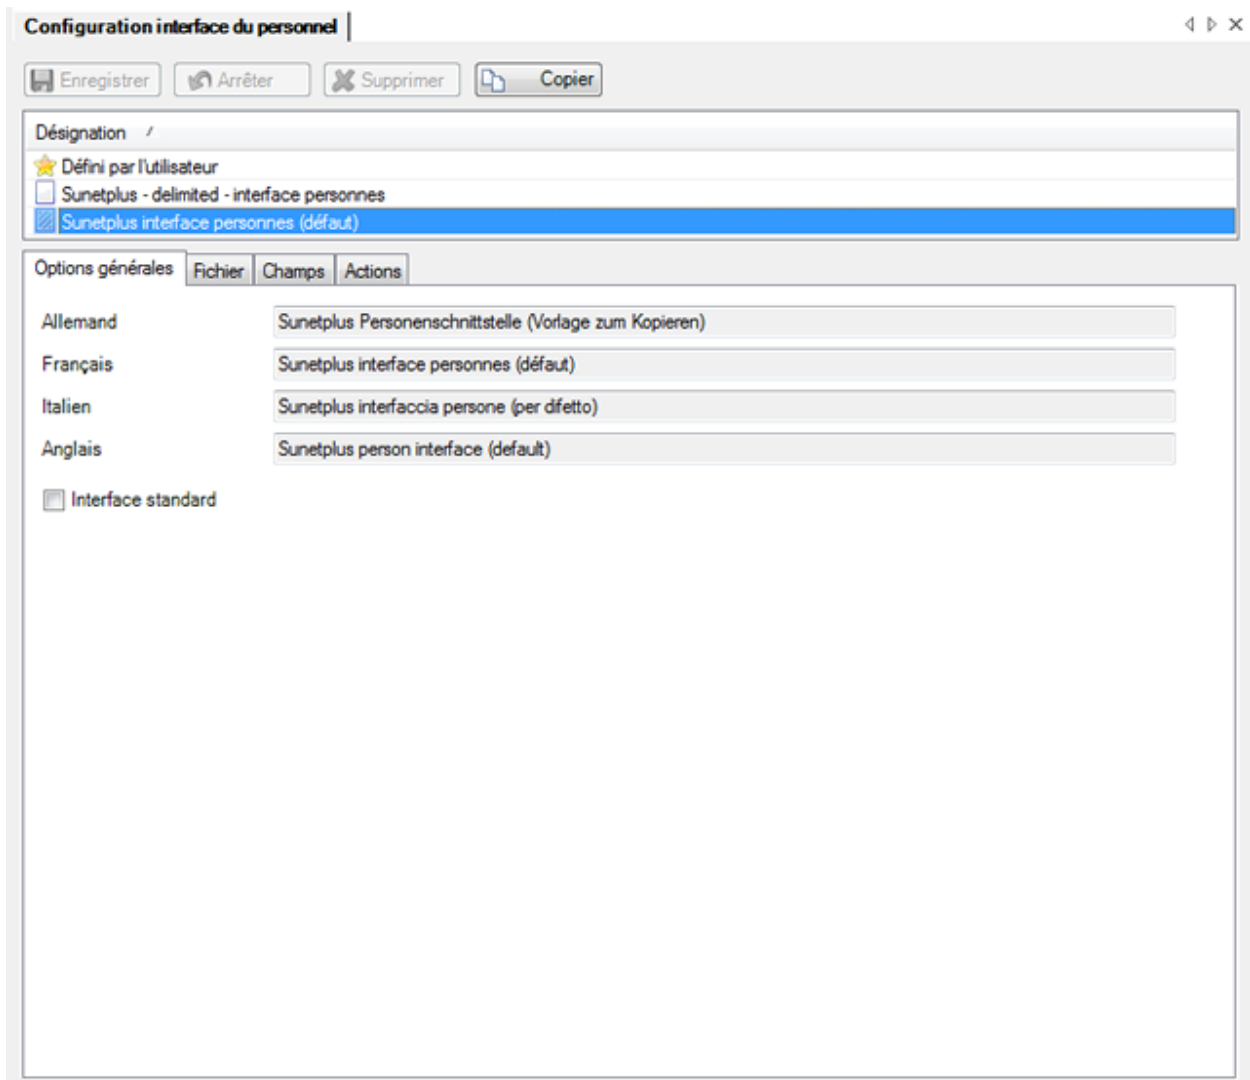 Configuration interface du personnel
Enregistrer Arrêter Supprimer Copier
Désignation
Défini par l'utilisateur
Sunetplus - delimited - interface personnes
Sunetplus interface personnes (défaut)
Options générales Fichier Champs Actions
Allemand Sunetplus Personenschnittstelle (Vorlage zum Kopieren)
Français Sunetplus interface personnes (défaut)
Italien Sunetplus interfaccia persone (per difetto)
Anglais Sunetplus person interface (default)
Interface standard